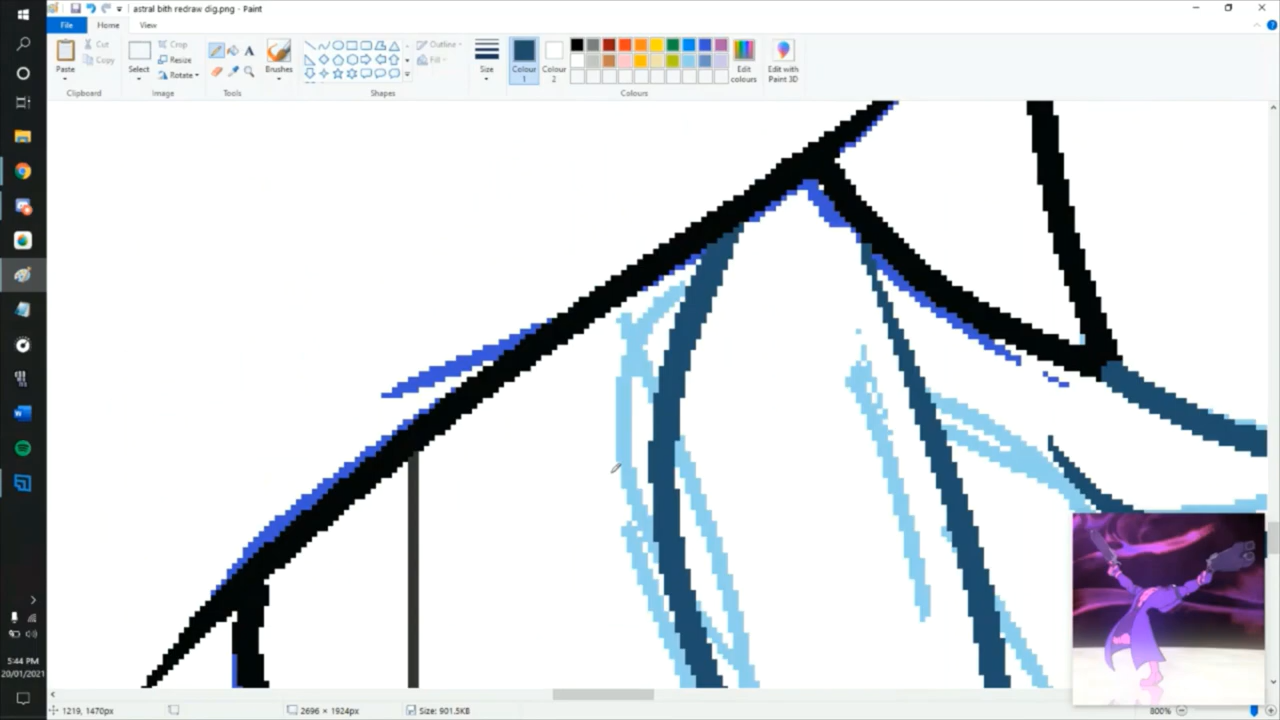 astral bith redraw dig.png - Paint
File Home View
Paste
Cut
Copy
Clipboard
Select
Crop
Resize
Rotate
Image
A
Tools
Brushes
Shapes
Outline
Fill
Size
Colour
1
Colour
2
Colours
Edit
colours
Edit with
Paint 3D
5:44 PM
20/01/2021
1219, 1470px
2696 × 1924px
Size: 901.5KB
800%